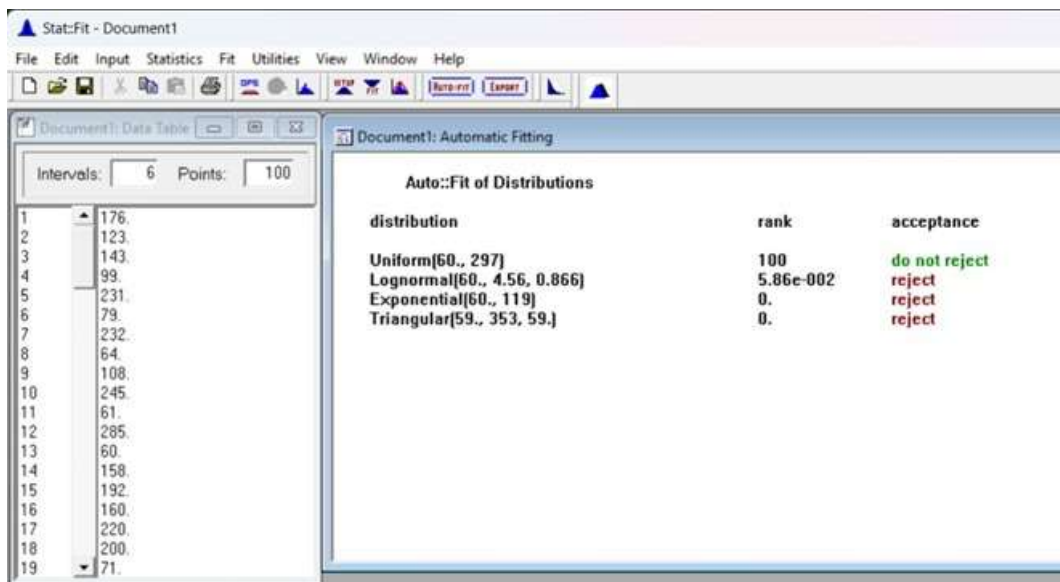 Stat::Fit - Document1
File Edit Input Statistics Fit Utilities View Window Help
AUTO::FIT EXPORT
Document1: Data Table
Intervals: 6 Points: 100
1 176.
2 123.
3 143.
4 99.
5 231.
6 79.
7 232.
8 64.
9 108.
10 245.
11 61.
12 285.
13 60.
14 158.
15 192.
16 160.
17 220.
18 200.
19 71.
Document1: Automatic Fitting
Auto::Fit of Distributions
distribution rank acceptance
Uniform(60., 297) 100 do not reject
Lognormal(60., 4.56, 0.866) 5.86e-002 reject
Exponential(60., 119) 0. reject
Triangular(59., 353, 59.) 0. reject